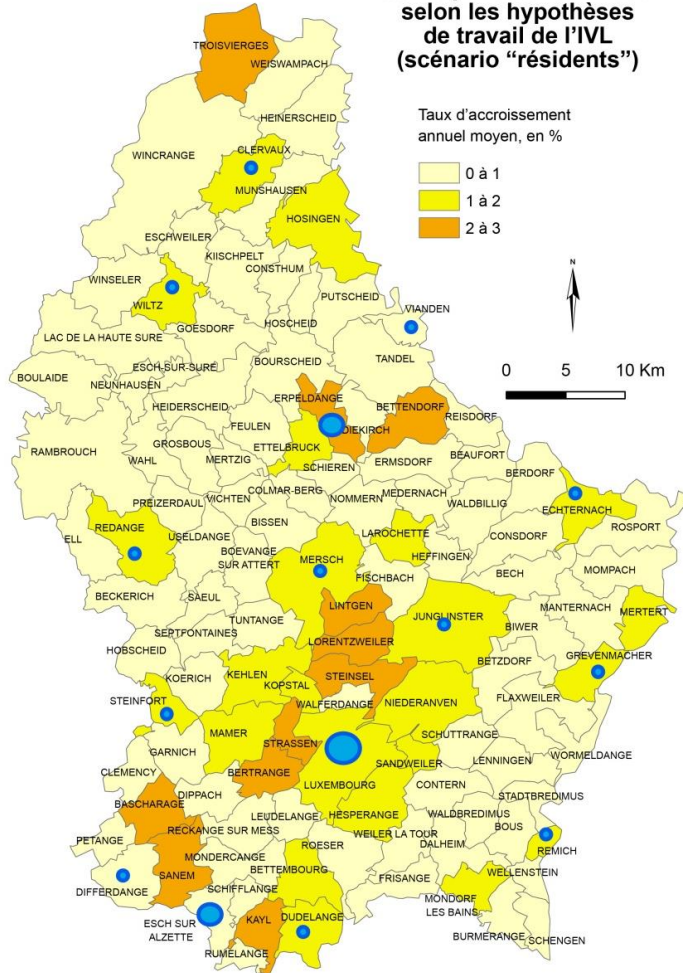 selon les hypothèses
de travail de l'IVL
(scénario “résidents”)
Taux d'accroissement
annuel moyen, en %
0 à 1
1 à 2
2 à 3
N
0 5 10 Km
TROISVIERGES
WEISWAMPACH
HEINERSCHEID
WINCRANGE
CLERVAUX
MUNSHAUSEN
HOSINGEN
ESCHWEILER
KIISCHPELT
CONSTHUM
WINSELER
WILTZ
PUTSCHEID
VIANDEN
GOESDORF
HOSCHEID
LAC DE LA HAUTE SURE
TANDEL
BOURSCHEID
ESCH-SUR-SURE
BOULAIDE
NEUNHAUSEN
ERPELDANGE
BETTENDORF
HEIDERSCHEID
REISDORF
DIEKIRCH
FEULEN
ETTELBRUCK
GROSBOUS
RAMBROUCH
WAHL
MERTZIG
SCHIEREN
ERMSDORF
BEAUFORT
BERDORF
ECHTERNACH
COLMAR-BERG
MEDERNACH
VICHTEN
NOMMERN
WALDBILLIG
PREIZERDAUL
REDANGE
ROSPORT
BISSEN
USELDANGE
ELL
LAROCHETTE
CONSDORF
BOEVANGE
SUR ATTERT
MERSCH
HEFFINGEN
FISCHBACH
BECH
MOMPACH
BECKERICH
SAEUL
LINTGEN
MANTERNACH
MERTERT
TUNTANGE
JUNGLINSTER
BIWER
SEPTFONTAINES
LORENTZWEILER
HOBSCHEID
BETZDORF
GREVENMACHER
KEHLEN
STEINSEL
KOERICH
KOPSTAL
NIEDERANVEN
FLAXWEILER
STEINFORT
WALFERDANGE
MAMER
STRASSEN
SCHUTTRANGE
GARNICH
WORMELDANGE
SANDWEILER
LENNINGEN
CLEMENCY
BERTRANGE
LUXEMBOURG
CONTERN
DIPPACH
STADTBREDIMUS
BASCHARAGE
HESPERANGE
LEUDELANGE
WALDBREDIMUS
BOUS
RECKANGE SUR MESS
WEILER LA TOUR
PETANGE
DALHEIM
ROESER
REMICH
MONDERCANGE
SANEM
BETTEMBOURG
WELLENSTEIN
FRISANGE
DIFFERDANGE
SCHIFFLANGE
MONDORF
LES BAINS
ESCH SUR
ALZETTE
KAYL
DUDELANGE
BURMERANGE
SCHENGEN
RUMELANGE